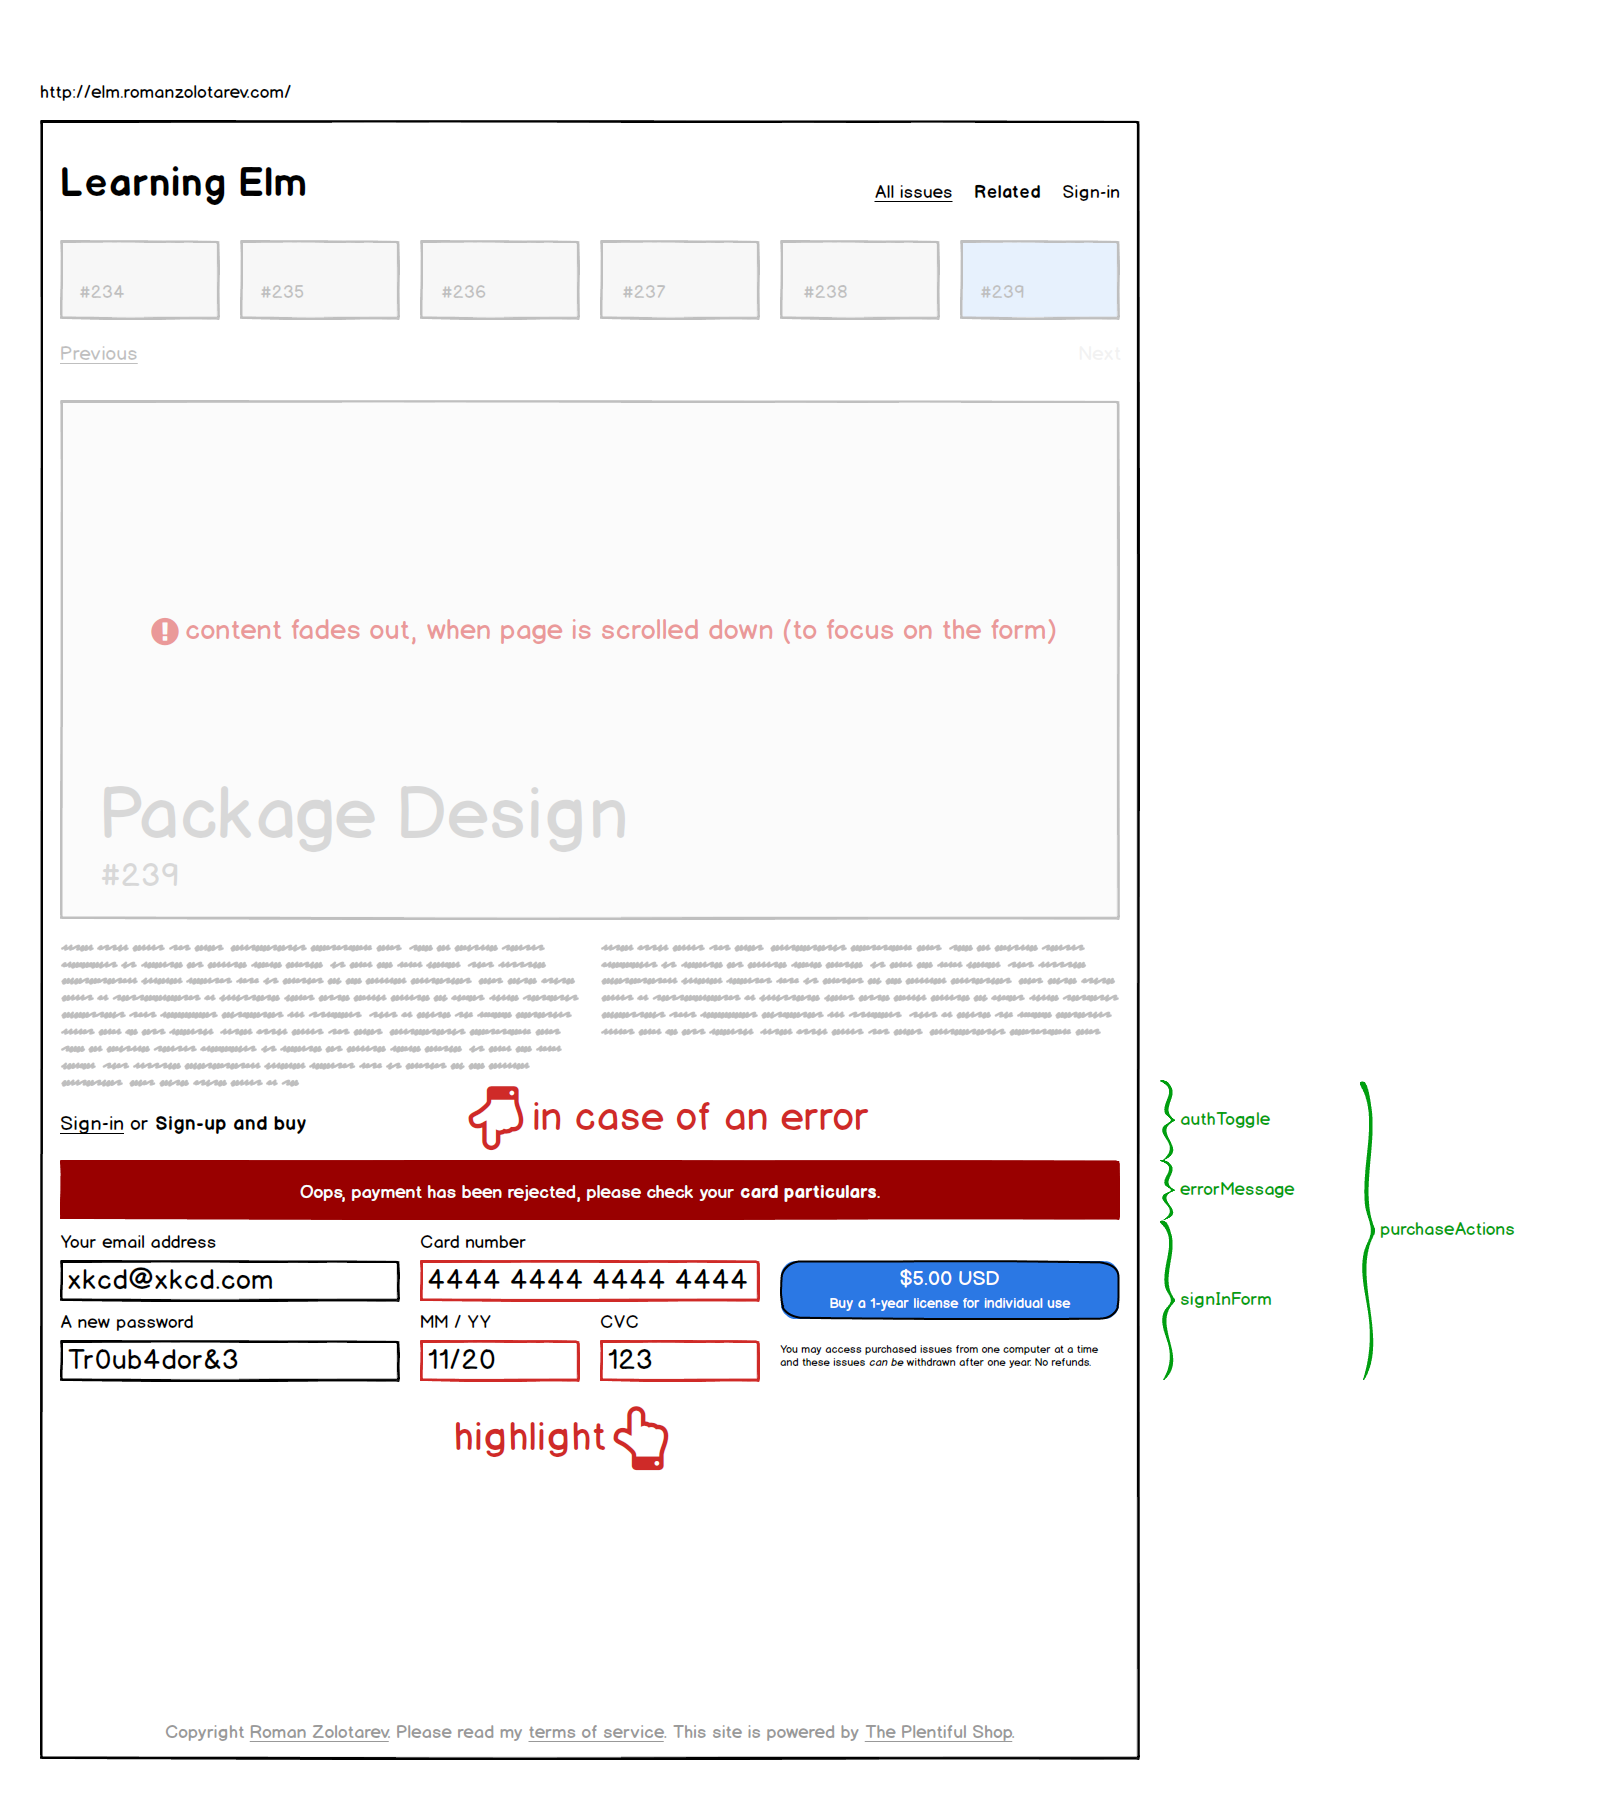 http://elm.romanzolotarev.com/
Learning Elm
All issues Related Sign-in
#234 #235 #236 #237 #238 #239
Previous Next
! content fades out, when page is scrolled down (to focus on the form)
Package Design
#239
Sign-in or Sign-up and buy
in case of an error
authToggle
Oops, payment has been rejected, please check your card particulars.
errorMessage
purchaseActions
Your email address
xkcd@xkcd.com
A new password
Tr0ub4dor&3
Card number
4444 4444 4444 4444
MM / YY
11/20
CVC
123
$5.00 USD
Buy a 1-year license for individual use
You may access purchased issues from one computer at a time
and these issues can be withdrawn after one year. No refunds.
signInForm
highlight
Copyright Roman Zolotarev. Please read my terms of service. This site is powered by The Plentiful Shop.